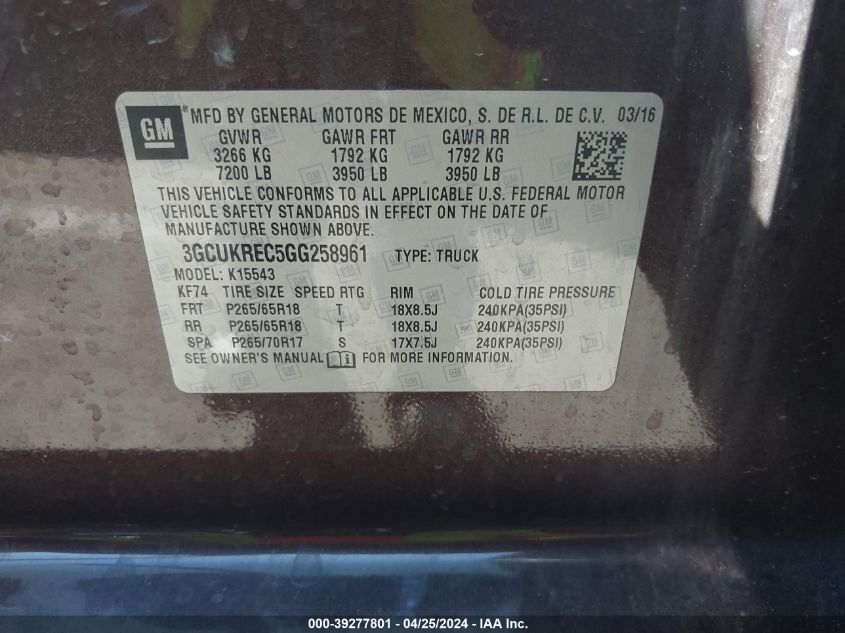 GM MFD BY GENERAL MOTORS DE MEXICO, S. DE R.L. DE C.V. 03/16
GVWR GAWR FRT GAWR RR
3266 KG 1792 KG 1792 KG
7200 LB 3950 LB 3950 LB
THIS VEHICLE CONFORMS TO ALL APPLICABLE U.S. FEDERAL MOTOR
VEHICLE SAFETY STANDARDS IN EFFECT ON THE DATE OF
MANUFACTURE SHOWN ABOVE.
3GCUKREC5GG258961 TYPE: TRUCK
MODEL: K15543
KF74 TIRE SIZE SPEED RTG RIM COLD TIRE PRESSURE
FRT P265/65R18 T 18X8.5J 240KPA(35PSI)
RR P265/65R18 T 18X8.5J 240KPA(35PSI)
SPA P265/70R17 S 17X7.5J 240KPA(35PSI)
SEE OWNER'S MANUAL FOR MORE INFORMATION.
000-39277801 - 04/25/2024 - IAA Inc.